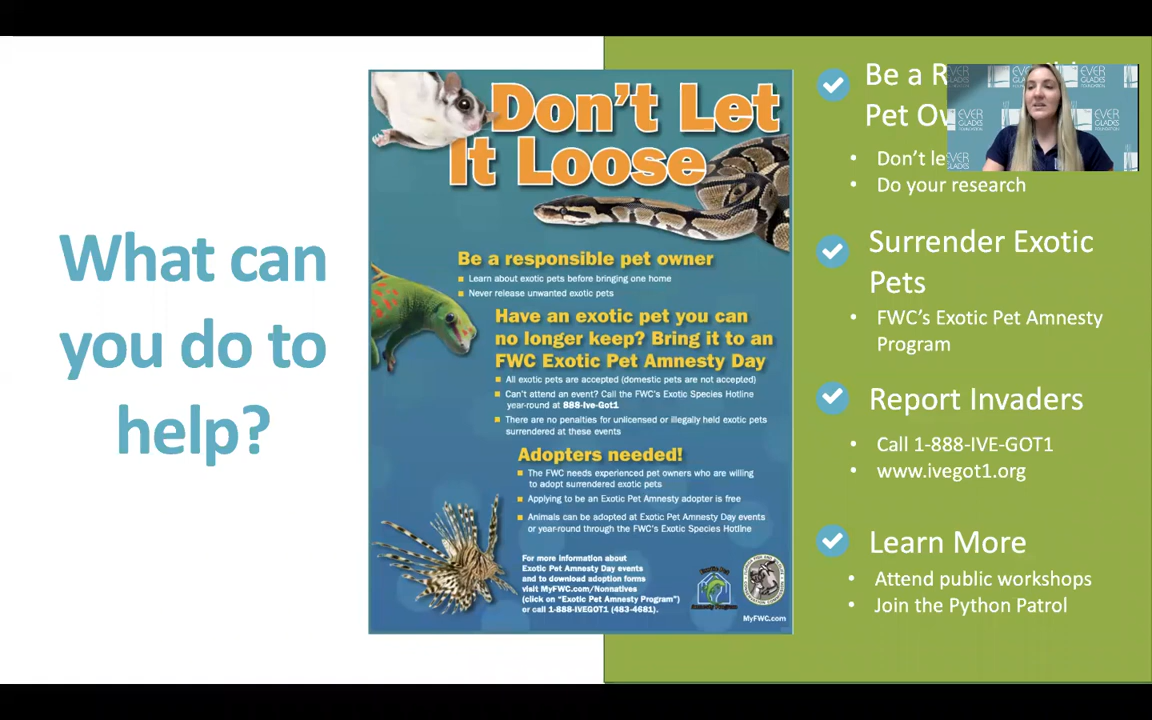 What can
you do to
help?
Don't Let
It Loose
Be a responsible pet owner
Learn about exotic pets before bringing one home
Never release unwanted exotic pets
Have an exotic pet you can
no longer keep? Bring it to an
FWC Exotic Pet Amnesty Day
All exotic pets are accepted (domestic pets are not accepted)
Can't attend an event? Call the FWC's Exotic Species Hotline
year-round at 888-Ive-Got1
There are no penalties for unlicensed or illegally held exotic pets
surrendered at these events
Adopters needed!
The FWC needs experienced pet owners who are willing
to adopt surrendered exotic pets
Applying to be an Exotic Pet Amnesty adopter is free
Animals can be adopted at Exotic Pet Amnesty Day events
or year-round through the FWC's Exotic Species Hotline
For more information about
Exotic Pet Amnesty Day events
and to download adoption forms
visit MyFWC.com/Nonnatives
(click on "Exotic Pet Amnesty Program")
or call 1-888-IVEGOT1 (483-4681).
Exotic Pet
Amnesty Program
MyFWC.com
Be a
Pet
Don't
• Do your research
Surrender Exotic
Pets
• FWC's Exotic Pet Amnesty
Program
Report Invaders
• Call 1-888-IVE-GOT1
• www.ivegot1.org
Learn More
• Attend public workshops
• Join the Python Patrol
EVER
GLADES
FOUNDATION